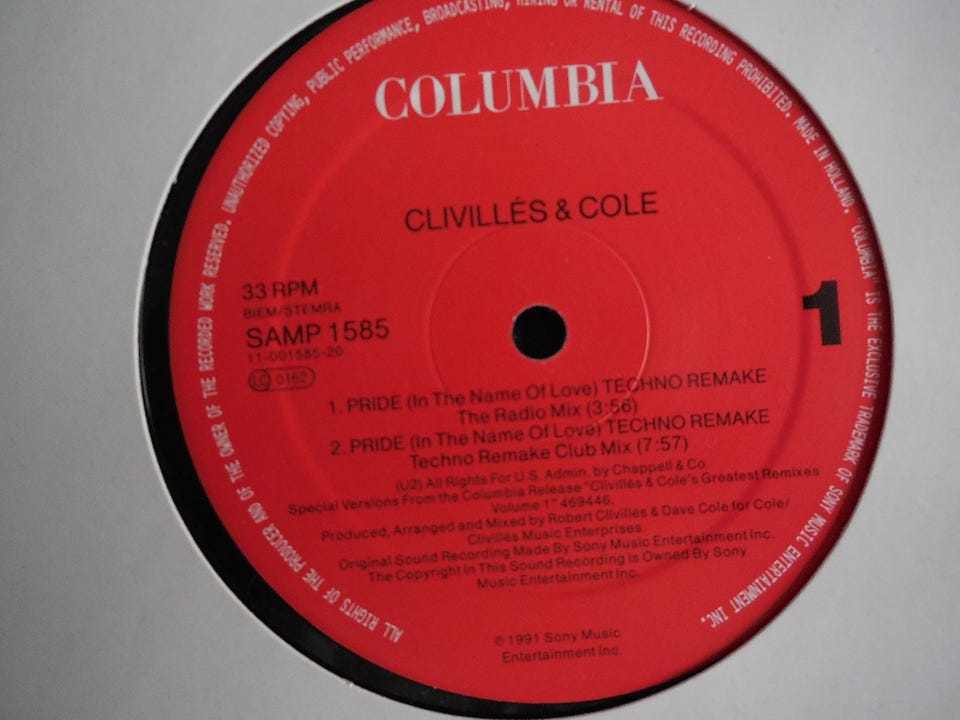 ALL RIGHTS OF THE PRODUCER AND OF THE OWNER OF THE RECORDED WORK RESERVED. UNAUTHORIZED COPYING, PUBLIC PERFORMANCE, BROADCASTING, HIRING OR RENTAL OF THIS RECORDING PROHIBITED. MADE IN HOLLAND. "COLUMBIA" IS THE EXCLUSIVE TRADEMARK OF SONY MUSIC ENTERTAINMENT INC.
COLUMBIA
CLIVILLÉS & COLE
33 RPM
BIEM/STEMRA
SAMP 1585
11-001585-20
LC 0162
1
1. PRIDE (In The Name Of Love) TECHNO REMAKE
The Radio Mix (3:56)
2. PRIDE (In The Name Of Love) TECHNO REMAKE
Techno Remake Club Mix (7:57)
(U2) All Rights For U.S. Admin. by Chappell & Co.
Special Versions From the Columbia Release "Clivillés & Cole's Greatest Remixes
Volume 1" 469446.
Produced, Arranged and Mixed by Robert Clivillés & Dave Cole for Cole/
Clivillés Music Enterprises.
Original Sound Recording Made By Sony Music Entertainment Inc.
The Copyright In This Sound Recording Is Owned By Sony
Music Entertainment Inc.
℗ 1991 Sony Music
Entertainment Inc.